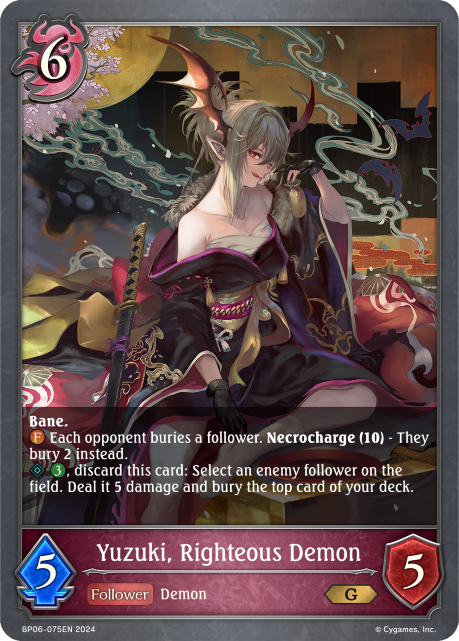 6
Bane.
F Each opponent buries a follower. Necrocharge (10) - They
bury 2 instead.
3, discard this card: Select an enemy follower on the
field. Deal it 5 damage and bury the top card of your deck.
Yuzuki, Righteous Demon
5
Follower Demon
G
5
BP06-075EN 2024
© Cygames, Inc.